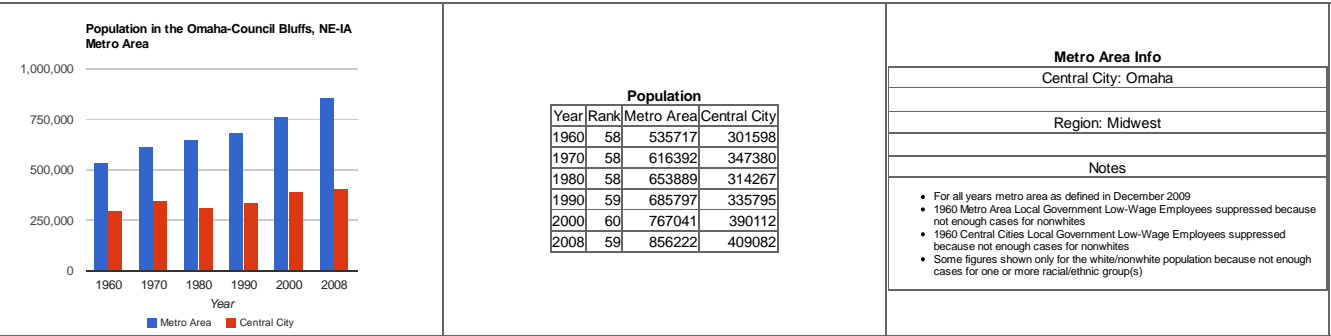 Population in the Omaha-Council Bluffs, NE-IA
Metro Area
1,000,000
750,000
500,000
250,000
0
1960 1970 1980 1990 2000 2008
Year
Metro Area Central City
Population
Year Rank Metro Area Central City
1960 58 535717 301598
1970 58 616392 347380
1980 58 653889 314267
1990 59 685797 335795
2000 60 767041 390112
2008 59 856222 409082
Metro Area Info
Central City: Omaha
Region: Midwest
Notes
• For all years metro area as defined in December 2009
• 1960 Metro Area Local Government Low-Wage Employees suppressed because
not enough cases for nonwhites
• 1960 Central Cities Local Government Low-Wage Employees suppressed
because not enough cases for nonwhites
• Some figures shown only for the white/nonwhite population because not enough
cases for one or more racial/ethnic group(s)